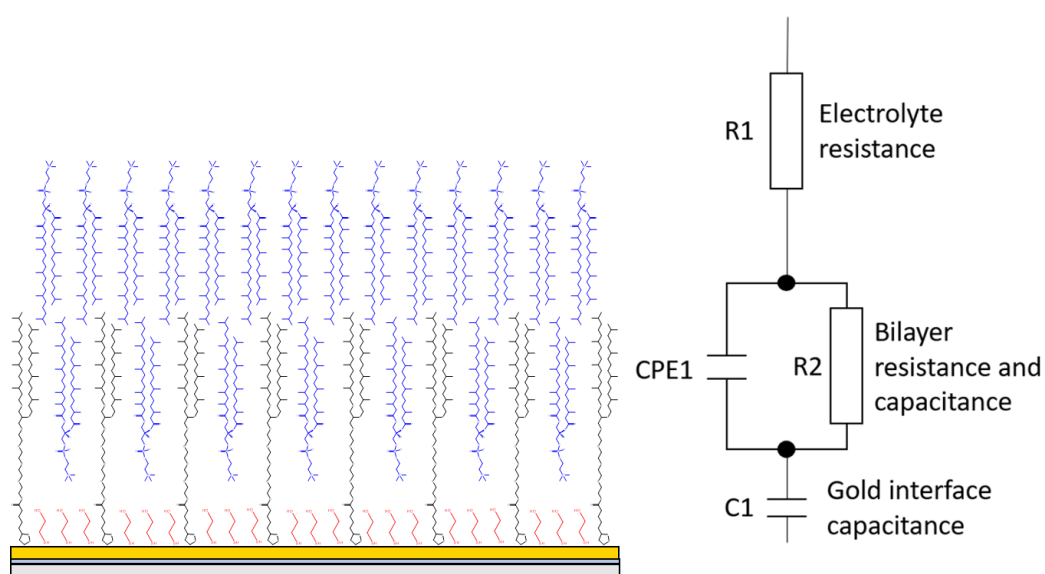 R1
Electrolyte
resistance
CPE1
R2
Bilayer
resistance and
capacitance
C1
Gold interface
capacitance